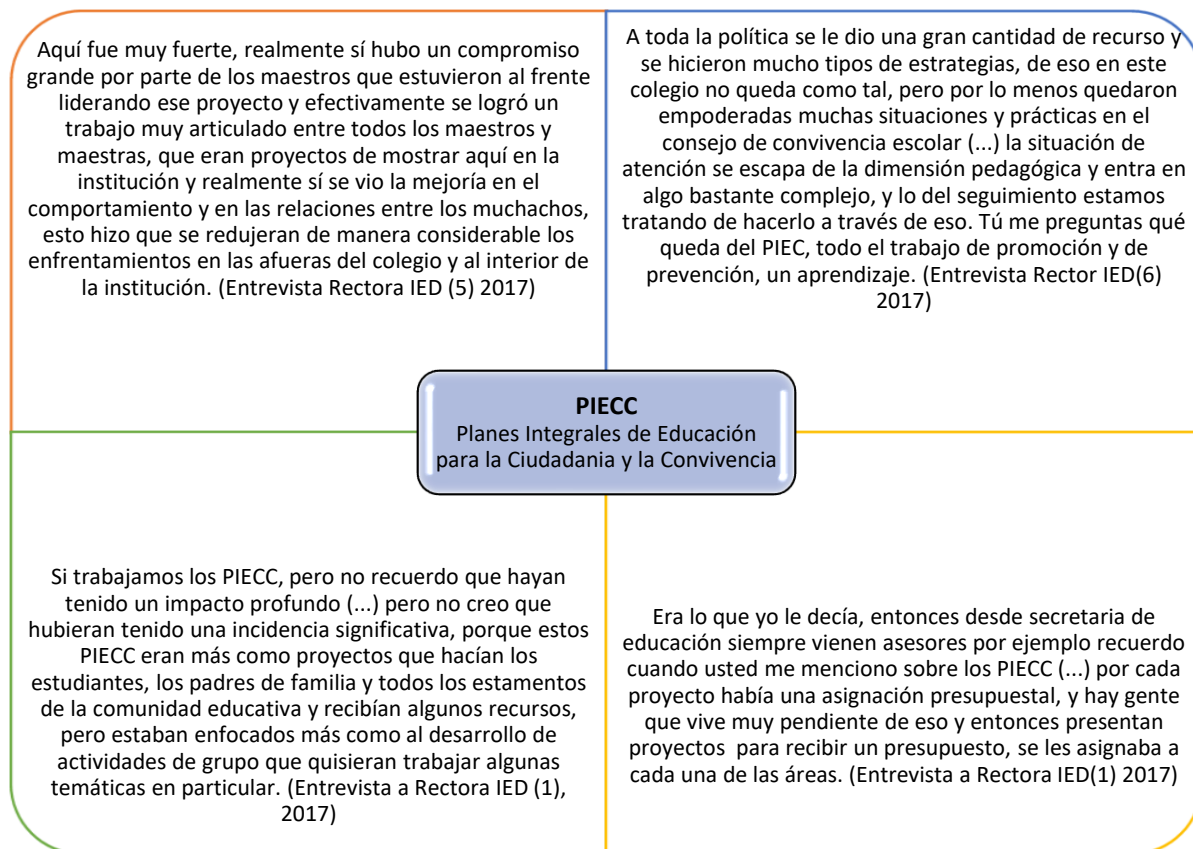 Aquí fue muy fuerte, realmente sí hubo un compromiso
grande por parte de los maestros que estuvieron al frente
liderando ese proyecto y efectivamente se logró un
trabajo muy articulado entre todos los maestros y
maestras, que eran proyectos de mostrar aquí en la
institución y realmente sí se vio la mejoría en el
comportamiento y en las relaciones entre los muchachos,
esto hizo que se redujeran de manera considerable los
enfrentamientos en las afueras del colegio y al interior de
la institución. (Entrevista Rectora IED (5) 2017)
A toda la política se le dio una gran cantidad de recurso y
se hicieron mucho tipos de estrategias, de eso en este
colegio no queda como tal, pero por lo menos quedaron
empoderadas muchas situaciones y prácticas en el
consejo de convivencia escolar (...) la situación de
atención se escapa de la dimensión pedagógica y entra en
algo bastante complejo, y lo del seguimiento estamos
tratando de hacerlo a través de eso. Tú me preguntas qué
queda del PIEC, todo el trabajo de promoción y de
prevención, un aprendizaje. (Entrevista Rector IED(6)
2017)
PIECC
Planes Integrales de Educación
para la Ciudadania y la Convivencia
Si trabajamos los PIECC, pero no recuerdo que hayan
tenido un impacto profundo (...) pero no creo que
hubieran tenido una incidencia significativa, porque estos
PIECC eran más como proyectos que hacían los
estudiantes, los padres de familia y todos los estamentos
de la comunidad educativa y recibían algunos recursos,
pero estaban enfocados más como al desarrollo de
actividades de grupo que quisieran trabajar algunas
temáticas en particular. (Entrevista a Rectora IED (1),
2017)
Era lo que yo le decía, entonces desde secretaria de
educación siempre vienen asesores por ejemplo recuerdo
cuando usted me menciono sobre los PIECC (...) por cada
proyecto había una asignación presupuestal, y hay gente
que vive muy pendiente de eso y entonces presentan
proyectos para recibir un presupuesto, se les asignaba a
cada una de las áreas. (Entrevista a Rectora IED(1) 2017)